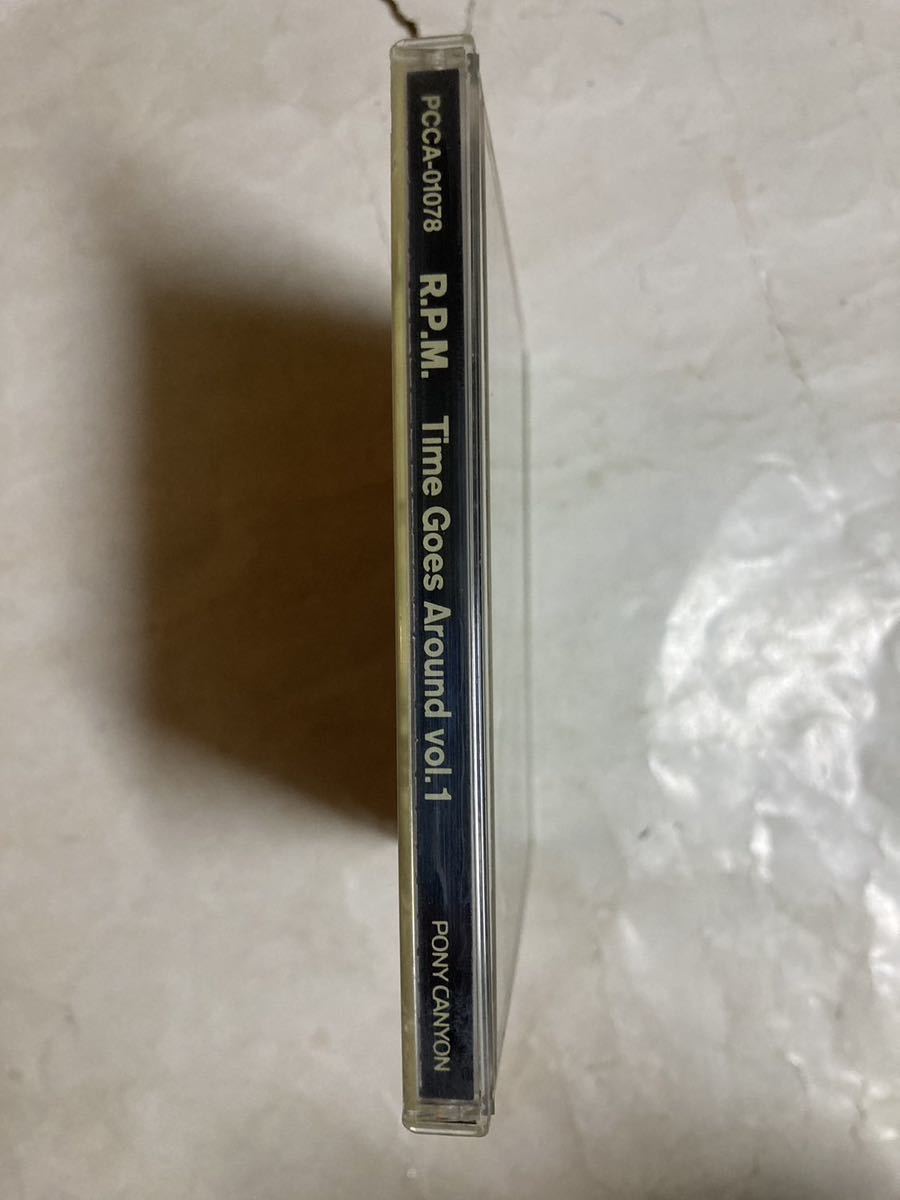 PCCA-01078 R.P.M. Time Goes Around vol.1 PONY CANYON